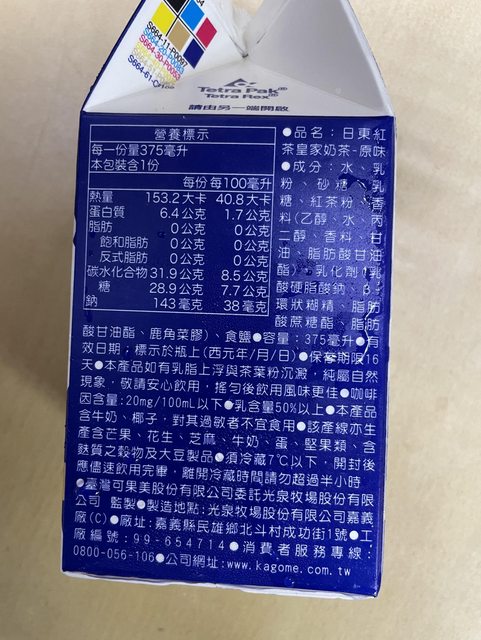 S664-11-P0097
S664-30-P0053
Tetra Pak®
Tetra Rex®
請由另一端開啟
營養標示
每一份量375毫升
本包裝含1份
每份 每100毫升
熱量 153.2大卡 40.8大卡
蛋白質 6.4公克 1.7公克
脂肪 0公克 0公克
飽和脂肪 0公克 0公克
反式脂肪 0公克 0公克
碳水化合物 31.9公克 8.5公克
糖 28.9公克 7.7公克
鈉 143毫克 38毫克
●品名：日東紅
茶皇家奶茶-原味
●成分：水、乳
粉、砂糖、乳
糖、紅茶粉、香
料(乙醇、水、丙
二醇、香料、甘
油、脂肪酸甘油
酯)、乳化劑(乳
酸硬脂酸鈉、β-
環狀糊精、脂肪
酸蔗糖酯、脂肪
酸甘油酯、鹿角菜膠)、食鹽●容量：375毫升●有
效日期：標示於瓶上(西元年/月/日)●保存期限16
天●本產品如有乳脂上浮與茶葉粉沉澱，純屬自然
現象，敬請安心飲用，搖勻後飲用風味更佳●咖啡
因含量:20mg/100mL以下●乳含量50%以上●本產品
含牛奶、椰子，對其過敏者不宜食用●該產線亦生
產含芒果、花生、芝麻、牛奶、蛋、堅果類、含
麩質之穀物及大豆製品●須冷藏7℃以下，開封後
應儘速飲用完畢，離開冷藏時間請勿超過半小時
●臺灣可果美股份有限公司委託光泉牧場股份有限
公司 監製●製造地點:光泉牧場股份有限公司嘉義
廠(C)●廠址:嘉義縣民雄鄉北斗村成功街1號●工
廠編號:99-654714●消費者服務專線:
0800-056-106●公司網址:www.kagome.com.tw